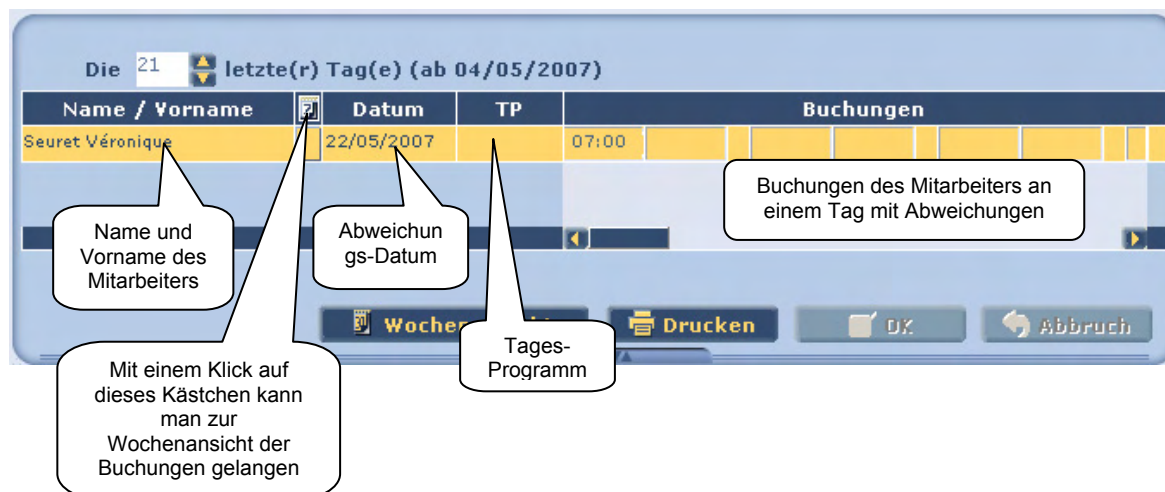 Die 21 letzte(r) Tag(e) (ab 04/05/2007)
Name / Vorname Datum TP Buchungen
Seuret Véronique 22/05/2007 07:00
Name und
Vorname des
Mitarbeiters
Abweichun
gs-Datum
Buchungen des Mitarbeiters an
einem Tag mit Abweichungen
Drucken OK Abbruch
Tages-
Programm
Mit einem Klick auf
dieses Kästchen kann
man zur
Wochenansicht der
Buchungen gelangen